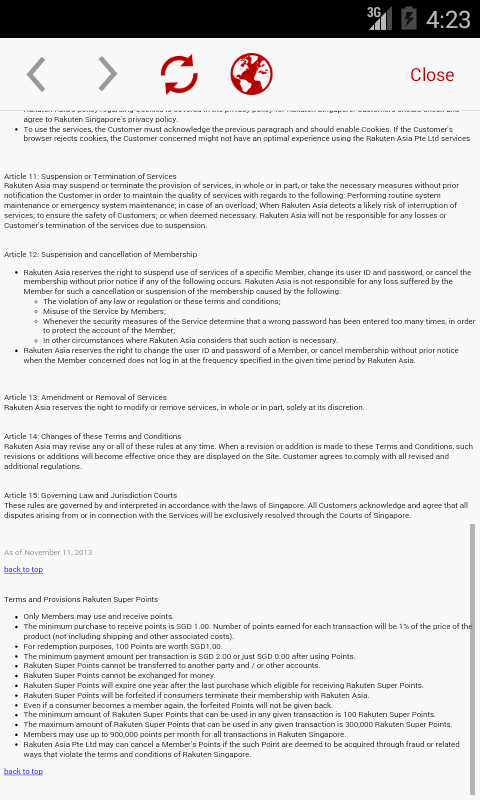 3G
4:23
Close
agree to Rakuten Singapore's privacy policy.
To use the services, the Customer must acknowledge the previous paragraph and should enable Cookies. If the Customer's
browser rejects cookies, the Customer concerned might not have an optimal experience using the Rakuten Asia Pte Ltd services
Article 11: Suspension or Termination of Services
Rakuten Asia may suspend or terminate the provision of services, in whole or in part, or take the necessary measures without prior
notification the Customer in order to maintain the quality of services with regards to the following: Performing routine system
maintenance or emergency system maintenance; in case of an overload; When Rakuten Asia detects a likely risk of interruption of
services; to ensure the safety of Customers; or when deemed necessary. Rakuten Asia will not be responsible for any losses or
Customer's termination of the services due to suspension.
Article 12: Suspension and cancellation of Membership
Rakuten Asia reserves the right to suspend use of services of a specific Member, change its user ID and password, or cancel the
membership without prior notice if any of the following occurs. Rakuten Asia is not responsible for any loss suffered by the
Member for such a cancellation or suspension of the membership caused by the following:
The violation of any law or regulation or these terms and conditions;
Misuse of the Service by Members;
Whenever the security measures of the Service determine that a wrong password has been entered too many times, in order
to protect the account of the Member;
In other circumstances where Rakuten Asia considers that such action is necessary.
Rakuten Asia reserves the right to change the user ID and password of a Member, or cancel membership without prior notice
when the Member concerned does not log in at the frequency specified in the given time period by Rakuten Asia.
Article 13: Amendment or Removal of Services
Rakuten Asia reserves the right to modify or remove services, in whole or in part, solely at its discretion.
Article 14: Changes of these Terms and Conditions
Rakuten Asia may revise any or all of these rules at any time. When a revision or addition is made to these Terms and Conditions, such
revisions or additions will become effective once they are displayed on the Site. Customer agrees to comply with all revised and
additional regulations.
Article 15: Governing Law and Jurisdiction Courts
These rules are governed by and interpreted in accordance with the laws of Singapore. All Customers acknowledge and agree that all
disputes arising from or in connection with the Services will be exclusively resolved through the Courts of Singapore.
As of November 11, 2013
back to top
Terms and Provisions Rakuten Super Points
Only Members may use and receive points.
The minimum purchase to receive points is SGD 1.00. Number of points earned for each transaction will be 1% of the price of the
product (not including shipping and other associated costs).
For redemption purposes, 100 Points are worth SGD1.00.
The minimum payment amount per transaction is SGD 2.00 or just SGD 0.00 after using Points.
Rakuten Super Points cannot be transferred to another party and / or other accounts.
Rakuten Super Points cannot be exchanged for money.
Rakuten Super Points will expire one year after the last purchase which eligible for receiving Rakuten Super Points.
Rakuten Super Points will be forfeited if consumers terminate their membership with Rakuten Asia.
Even if a consumer becomes a member again, the forfeited Points will not be given back.
The minimum amount of Rakuten Super Points that can be used in any given transaction is 100 Rakuten Super Points.
The maximum amount of Rakuten Super Points that can be used in any given transaction is 300,000 Rakuten Super Points.
Members may use up to 900,000 points per month for all transactions in Rakuten Singapore.
Rakuten Asia Pte Ltd may can cancel a Member's Points if the such Point are deemed to be acquired through fraud or related
ways that violate the terms and conditions of Rakuten Singapore.
back to top